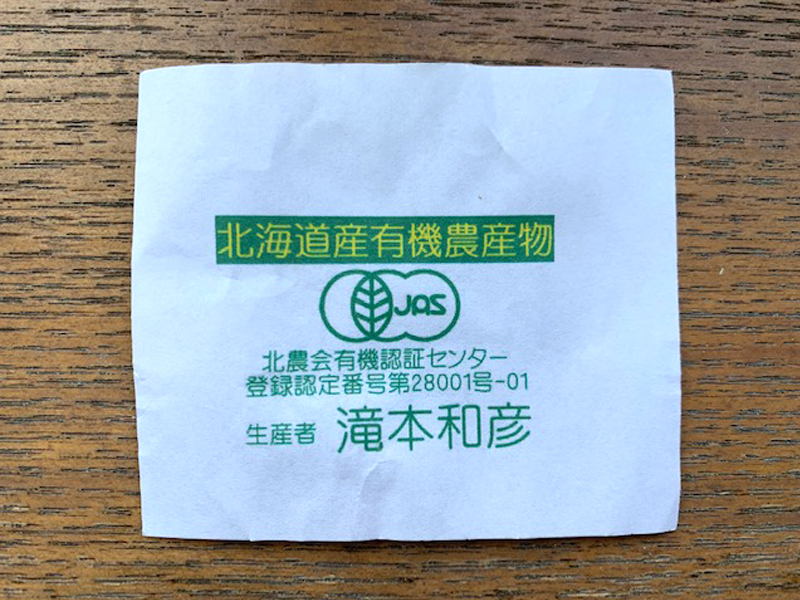 北海道産有機農産物
JAS
北農会有機認証センター
登録認定番号第28001号-01
生産者 滝本和彦